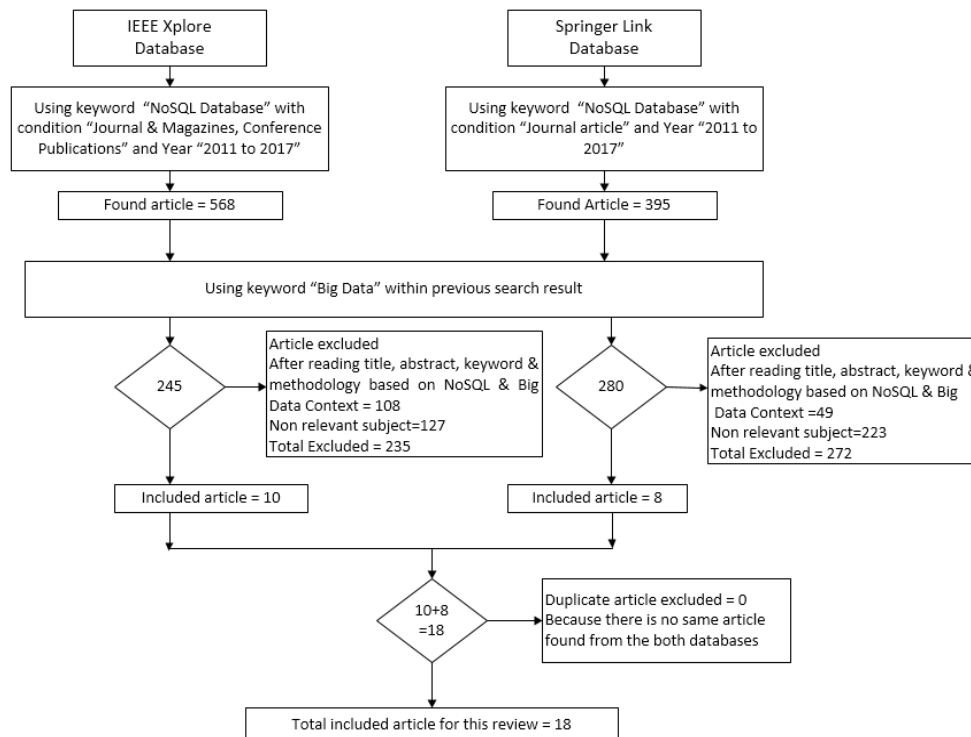 IEEE Xplore
Database
Springer Link
Database
Using keyword “NoSQL Database” with
condition “Journal & Magazines, Conference
Publications” and Year “2011 to 2017”
Using keyword “NoSQL Database” with
condition “Journal article” and Year “2011 to
2017”
Found article = 568
Found Article = 395
Using keyword “Big Data” within previous search result
245
Article excluded
After reading title, abstract, keyword &
methodology based on NoSQL & Big
Data Context = 108
Non relevant subject=127
Total Excluded = 235
280
Article excluded
After reading title, abstract, keyword &
methodology based on NoSQL & Big
Data Context =49
Non relevant subject=223
Total Excluded = 272
Included article = 10
Included article = 8
10+8
=18
Duplicate article excluded = 0
Because there is no same article
found from the both databases
Total included article for this review = 18